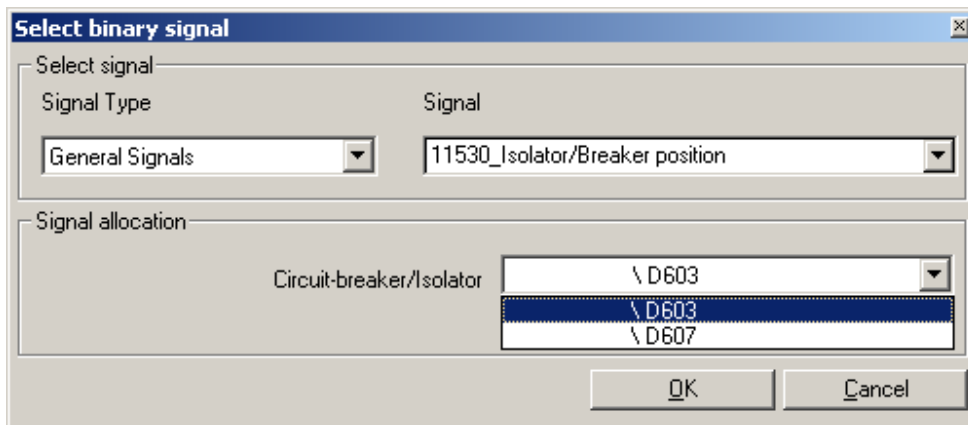 Select binary signal
Select signal
Signal Type
Signal
General Signals
11530_Isolator/Breaker position
Signal allocation
Circuit-breaker/Isolator
\ D603
\ D603
\ D607
OK
Cancel